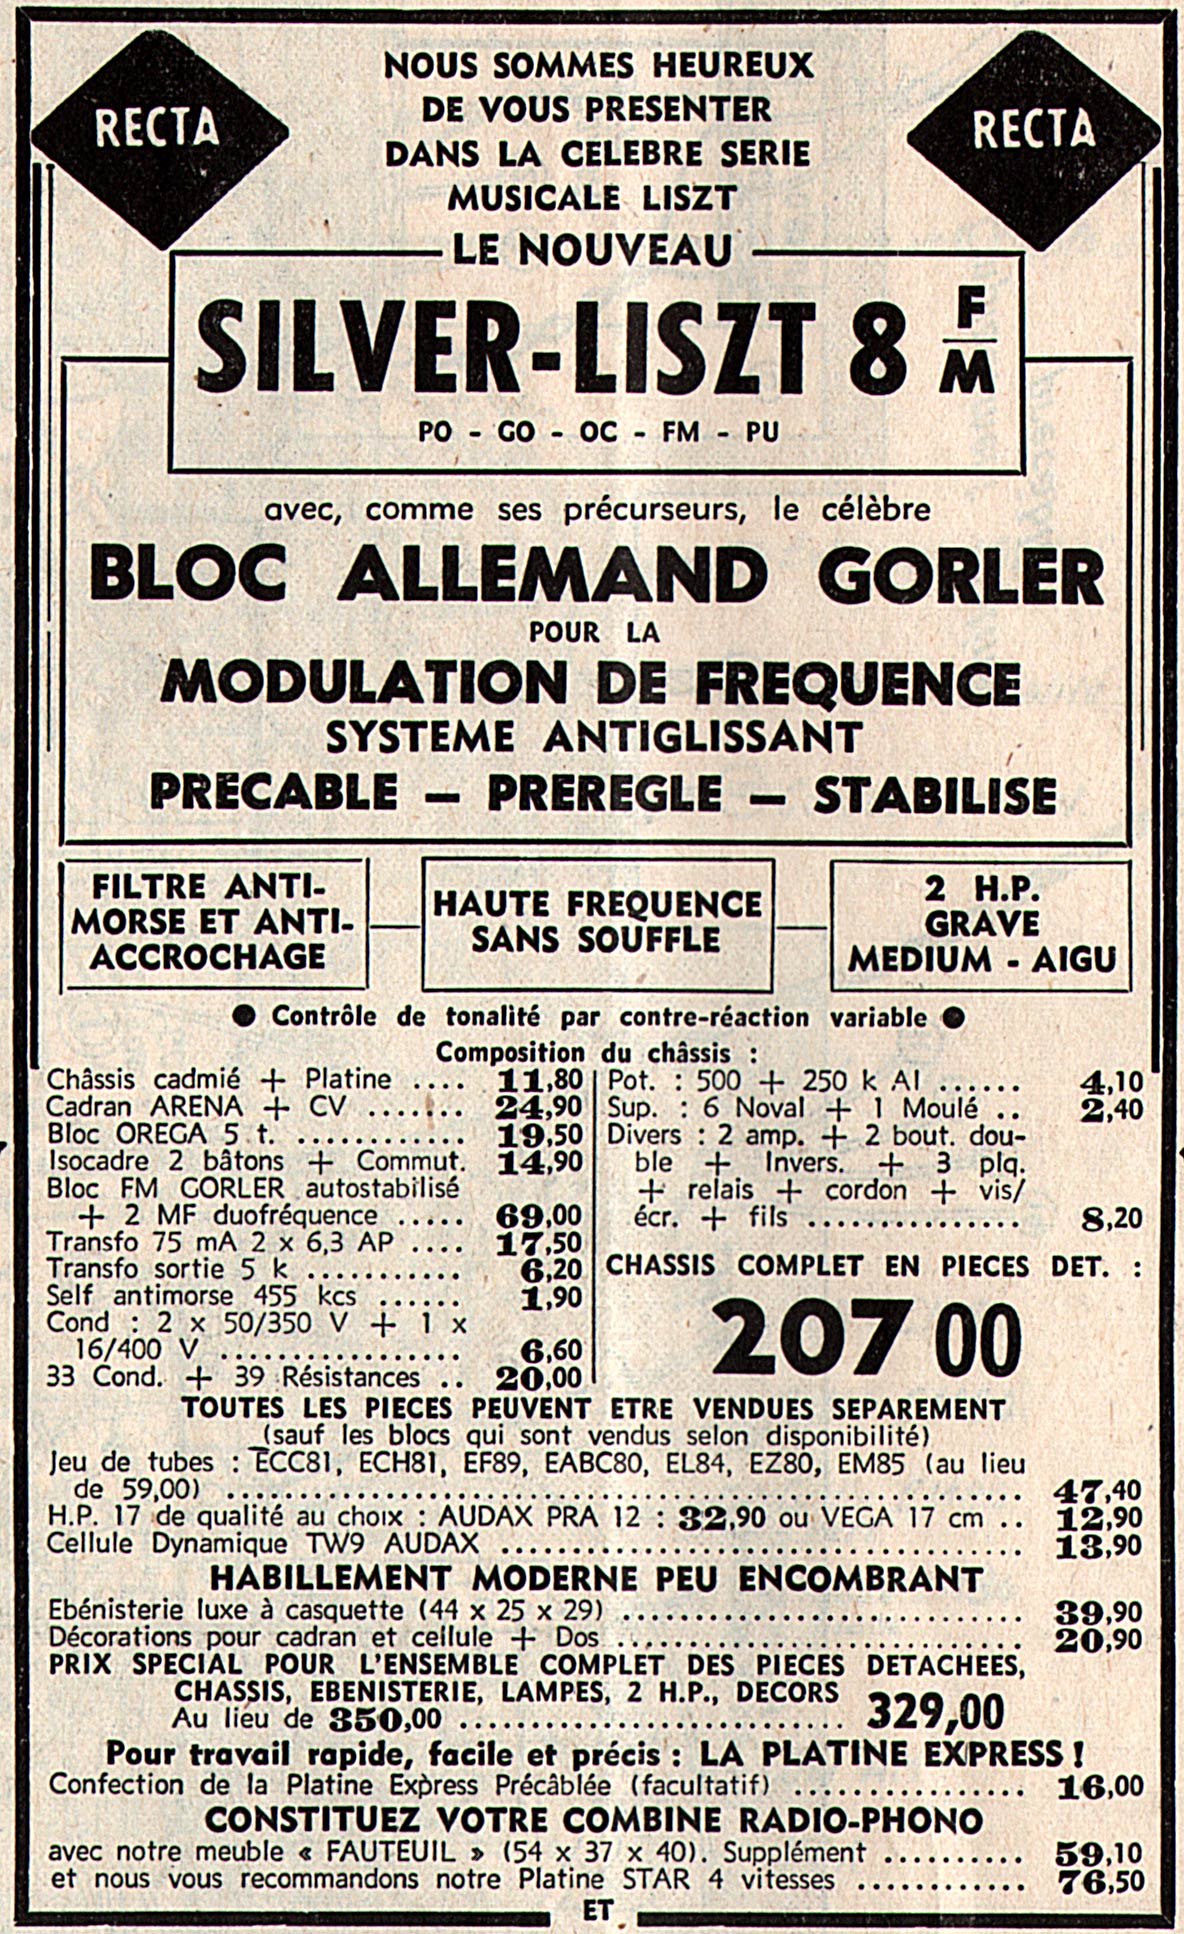 RECTA
RECTA
NOUS SOMMES HEUREUX
DE VOUS PRESENTER
DANS LA CELEBRE SERIE
MUSICALE LISZT
LE NOUVEAU
SILVER-LISZT 8 F/M
PO - GO - OC - FM - PU
avec, comme ses précurseurs, le célèbre
BLOC ALLEMAND GORLER
POUR LA
MODULATION DE FREQUENCE
SYSTEME ANTIGLISSANT
PRECABLE — PREREGLE — STABILISE
FILTRE ANTI-
MORSE ET ANTI-
ACCROCHAGE
HAUTE FREQUENCE
SANS SOUFFLE
2 H.P.
GRAVE
MEDIUM - AIGU
● Contrôle de tonalité par contre-réaction variable ●
Composition du châssis :
Châssis cadmié + Platine .... 11,80
Cadran ARENA + CV ....... 24,90
Bloc OREGA 5 t. ............ 19,50
Isocadre 2 bâtons + Commut. 14,90
Bloc FM GORLER autostabilisé
+ 2 MF duofréquence ..... 69,00
Transfo 75 mA 2 x 6,3 AP .... 17,50
Transfo sortie 5 k ........... 6,20
Self antimorse 455 kcs ...... 1,90
Cond : 2 x 50/350 V + 1 x
16/400 V ................. 6,60
33 Cond. + 39 Résistances .. 20,00
Pot. : 500 + 250 k AI ...... 4,10
Sup. : 6 Noval + 1 Moulé .. 2,40
Divers : 2 amp. + 2 bout. dou-
ble + Invers. + 3 plq.
+ relais + cordon + vis/
écr. + fils ............... 8,20
CHASSIS COMPLET EN PIECES DET. :
207 00
TOUTES LES PIECES PEUVENT ETRE VENDUES SEPAREMENT
(sauf les blocs qui sont vendus selon disponibilité)
Jeu de tubes : ECC81, ECH81, EF89, EABC80, EL84, EZ80, EM85 (au lieu
de 59,00) ........................................................ 47,40
H.P. 17 de qualité au choix : AUDAX PRA 12 : 32,90 ou VEGA 17 cm .. 12,90
Cellule Dynamique TW9 AUDAX .................................... 13,90
HABILLEMENT MODERNE PEU ENCOMBRANT
Ebénisterie luxe à casquette (44 x 25 x 29) ............................ 39,90
Décorations pour cadran et cellule + Dos ............................ 20,90
PRIX SPECIAL POUR L'ENSEMBLE COMPLET DES PIECES DETACHEES,
CHASSIS, EBENISTERIE, LAMPES, 2 H.P., DECORS
Au lieu de 350,00 ........................... 329,00
Pour travail rapide, facile et précis : LA PLATINE EXPRESS !
Confection de la Platine Express Précâblée (facultatif) ................ 16,00
CONSTITUEZ VOTRE COMBINE RADIO-PHONO
avec notre meuble « FAUTEUIL » (54 x 37 x 40). Supplément .......... 59,10
et nous vous recommandons notre Platine STAR 4 vitesses ............ 76,50
ET